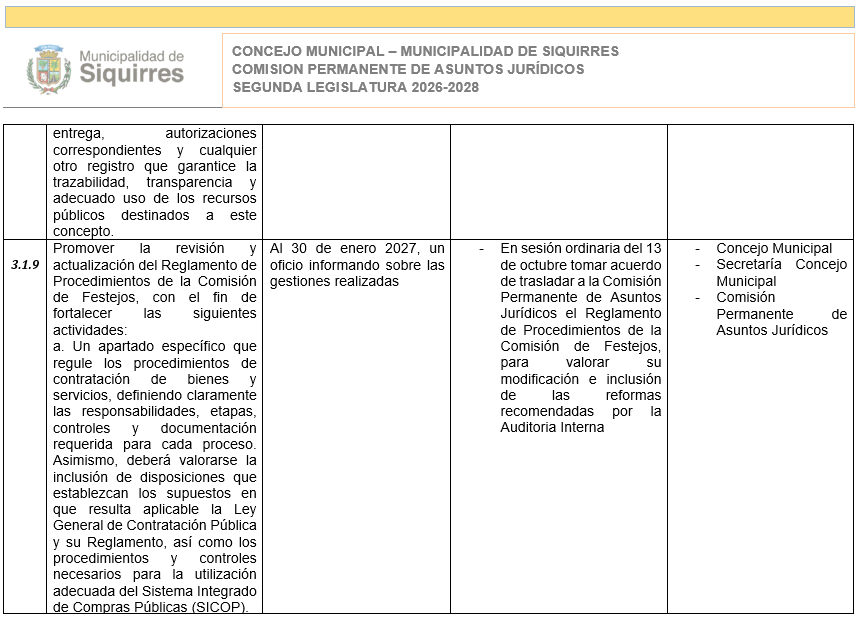 Municipalidad de
Siquirres
CONCEJO MUNICIPAL – MUNICIPALIDAD DE SIQUIRRES
COMISION PERMANENTE DE ASUNTOS JURÍDICOS
SEGUNDA LEGISLATURA 2026-2028
entrega, autorizaciones
correspondientes y cualquier
otro registro que garantice la
trazabilidad, transparencia y
adecuado uso de los recursos
públicos destinados a este
concepto.
3.1.9
Promover la revisión y
actualización del Reglamento de
Procedimientos de la Comisión
de Festejos, con el fin de
fortalecer las siguientes
actividades:
a. Un apartado específico que
regule los procedimientos de
contratación de bienes y
servicios, definiendo claramente
las responsabilidades, etapas,
controles y documentación
requerida para cada proceso.
Asimismo, deberá valorarse la
inclusión de disposiciones que
establezcan los supuestos en
que resulta aplicable la Ley
General de Contratación Pública
y su Reglamento, así como los
procedimientos y controles
necesarios para la utilización
adecuada del Sistema Integrado
de Compras Públicas (SICOP).
Al 30 de enero 2027, un
oficio informando sobre las
gestiones realizadas
- En sesión ordinaria del 13
de octubre tomar acuerdo
de trasladar a la Comisión
Permanente de Asuntos
Jurídicos el Reglamento
de Procedimientos de la
Comisión de Festejos,
para valorar su
modificación e inclusión
de las reformas
recomendadas por la
Auditoria Interna
- Concejo Municipal
- Secretaría Concejo
Municipal
- Comisión
Permanente de
Asuntos Jurídicos